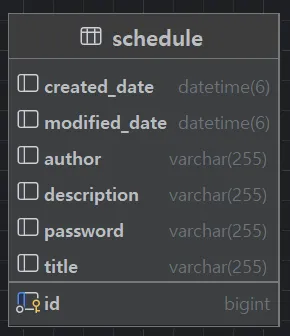 schedule
created_date datetime(6)
modified_date datetime(6)
author varchar(255)
description varchar(255)
password varchar(255)
title varchar(255)
id bigint